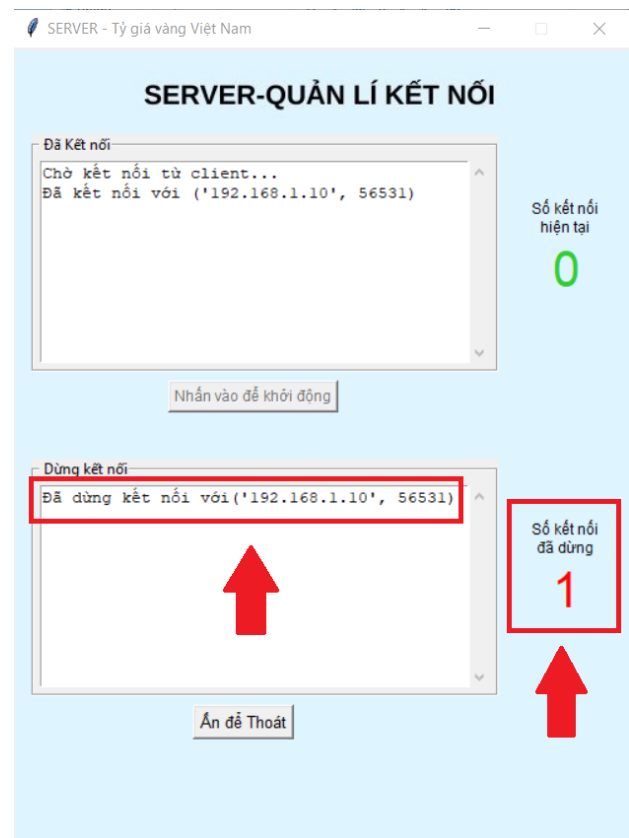 SERVER - Tỷ giá vàng Việt Nam
SERVER-QUẢN LÍ KẾT NỐI
Đã Kết nối
Chờ kết nối từ client...
Đã kết nối với ('192.168.1.10', 56531)
Số kết nối
hiện tại
0
Nhấn vào để khởi động
Dừng kết nối
Đã dừng kết nối với('192.168.1.10', 56531)
Số kết nối
đã dừng
1
Ấn để Thoát